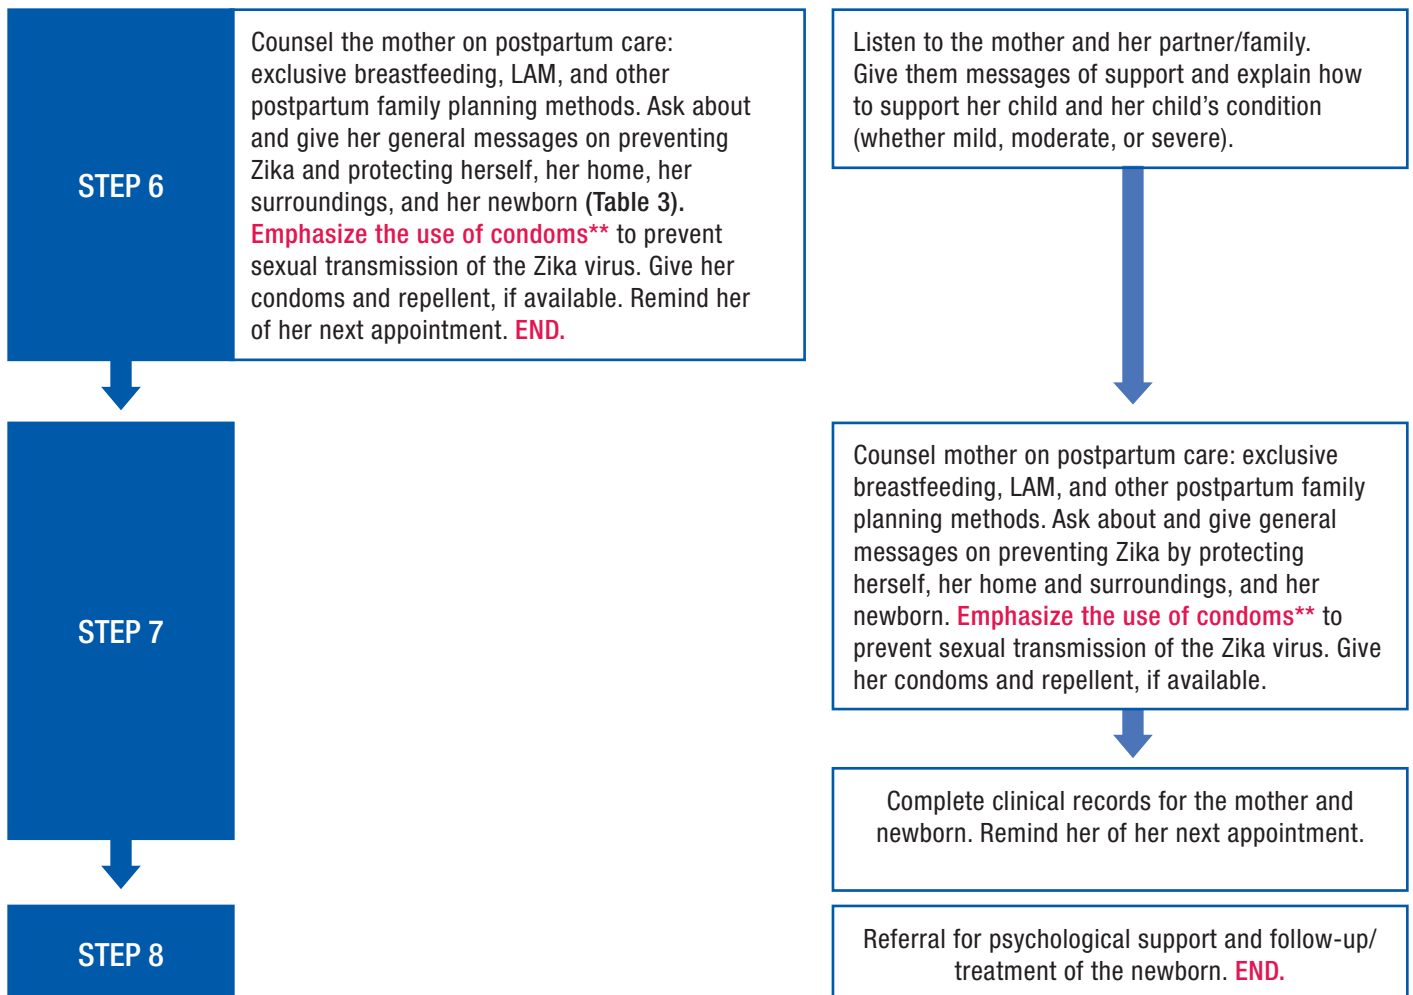 STEP 6
Counsel the mother on postpartum care:
exclusive breastfeeding, LAM, and other
postpartum family planning methods. Ask about
and give her general messages on preventing
Zika and protecting herself, her home, her
surroundings, and her newborn (Table 3).
Emphasize the use of condoms** to prevent
sexual transmission of the Zika virus. Give her
condoms and repellent, if available. Remind her
of her next appointment. END.
Listen to the mother and her partner/family.
Give them messages of support and explain how
to support her child and her child’s condition
(whether mild, moderate, or severe).
STEP 7
Counsel mother on postpartum care: exclusive
breastfeeding, LAM, and other postpartum family
planning methods. Ask about and give general
messages on preventing Zika by protecting
herself, her home and surroundings, and her
newborn. Emphasize the use of condoms** to
prevent sexual transmission of the Zika virus. Give
her condoms and repellent, if available.
Complete clinical records for the mother and
newborn. Remind her of her next appointment.
STEP 8
Referral for psychological support and follow-up/
treatment of the newborn. END.